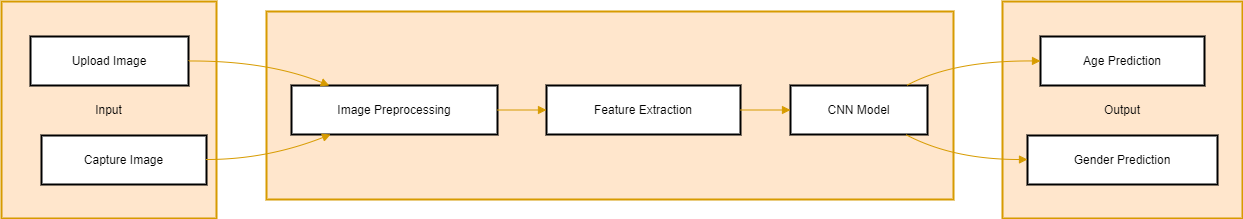 Upload Image
Input
Capture Image
Image Preprocessing
Feature Extraction
CNN Model
Age Prediction
Output
Gender Prediction